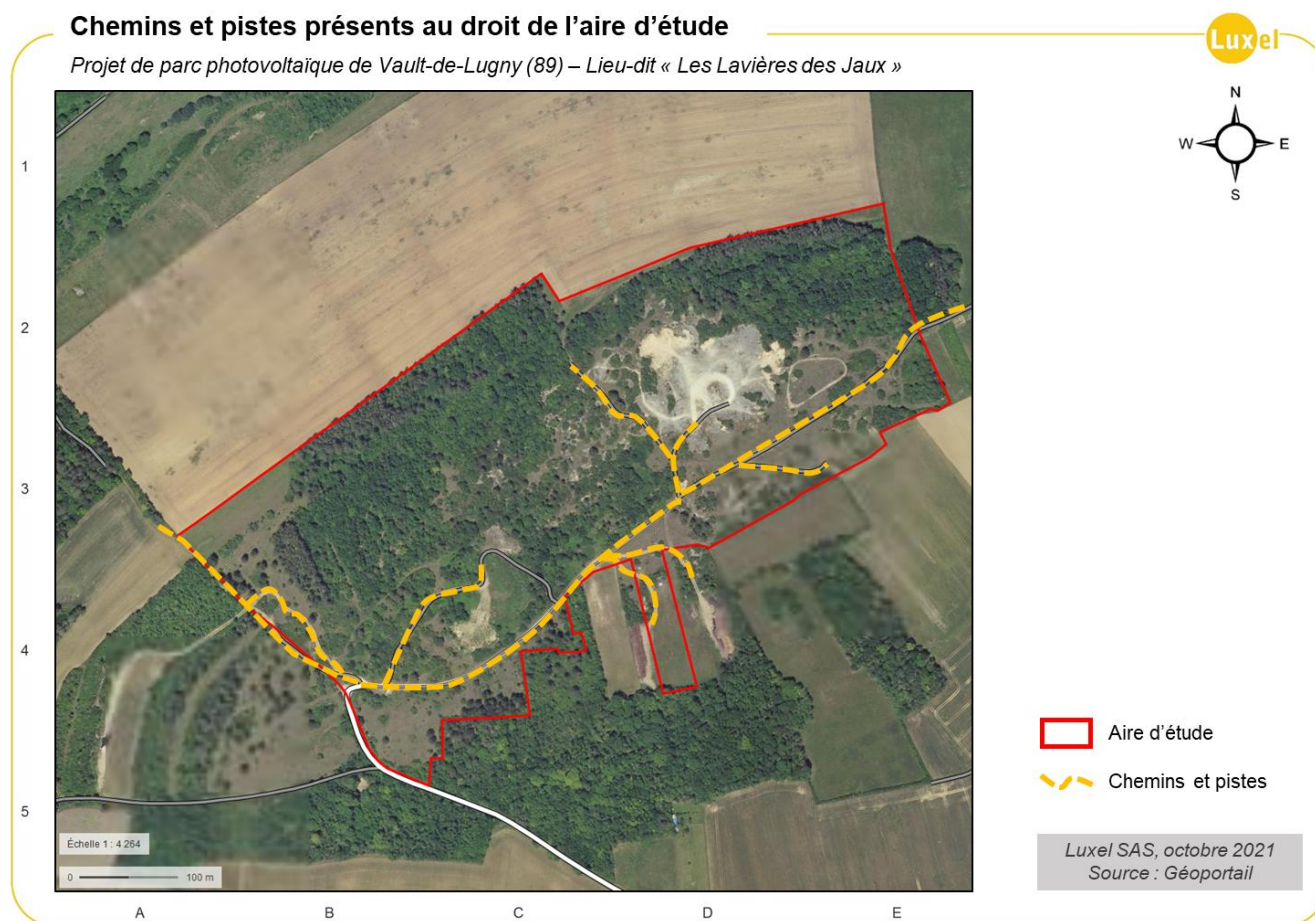 Chemins et pistes présents au droit de l’aire d’étude
Luxel
Projet de parc photovoltaïque de Vault-de-Lugny (89) – Lieu-dit « Les Lavières des Jaux »
N
W
E
S
1
2
3
4
5
Aire d’étude
Chemins et pistes
Échelle 1 : 4 264
0
100 m
Luxel SAS, octobre 2021
Source : Géoportail
A
B
C
D
E